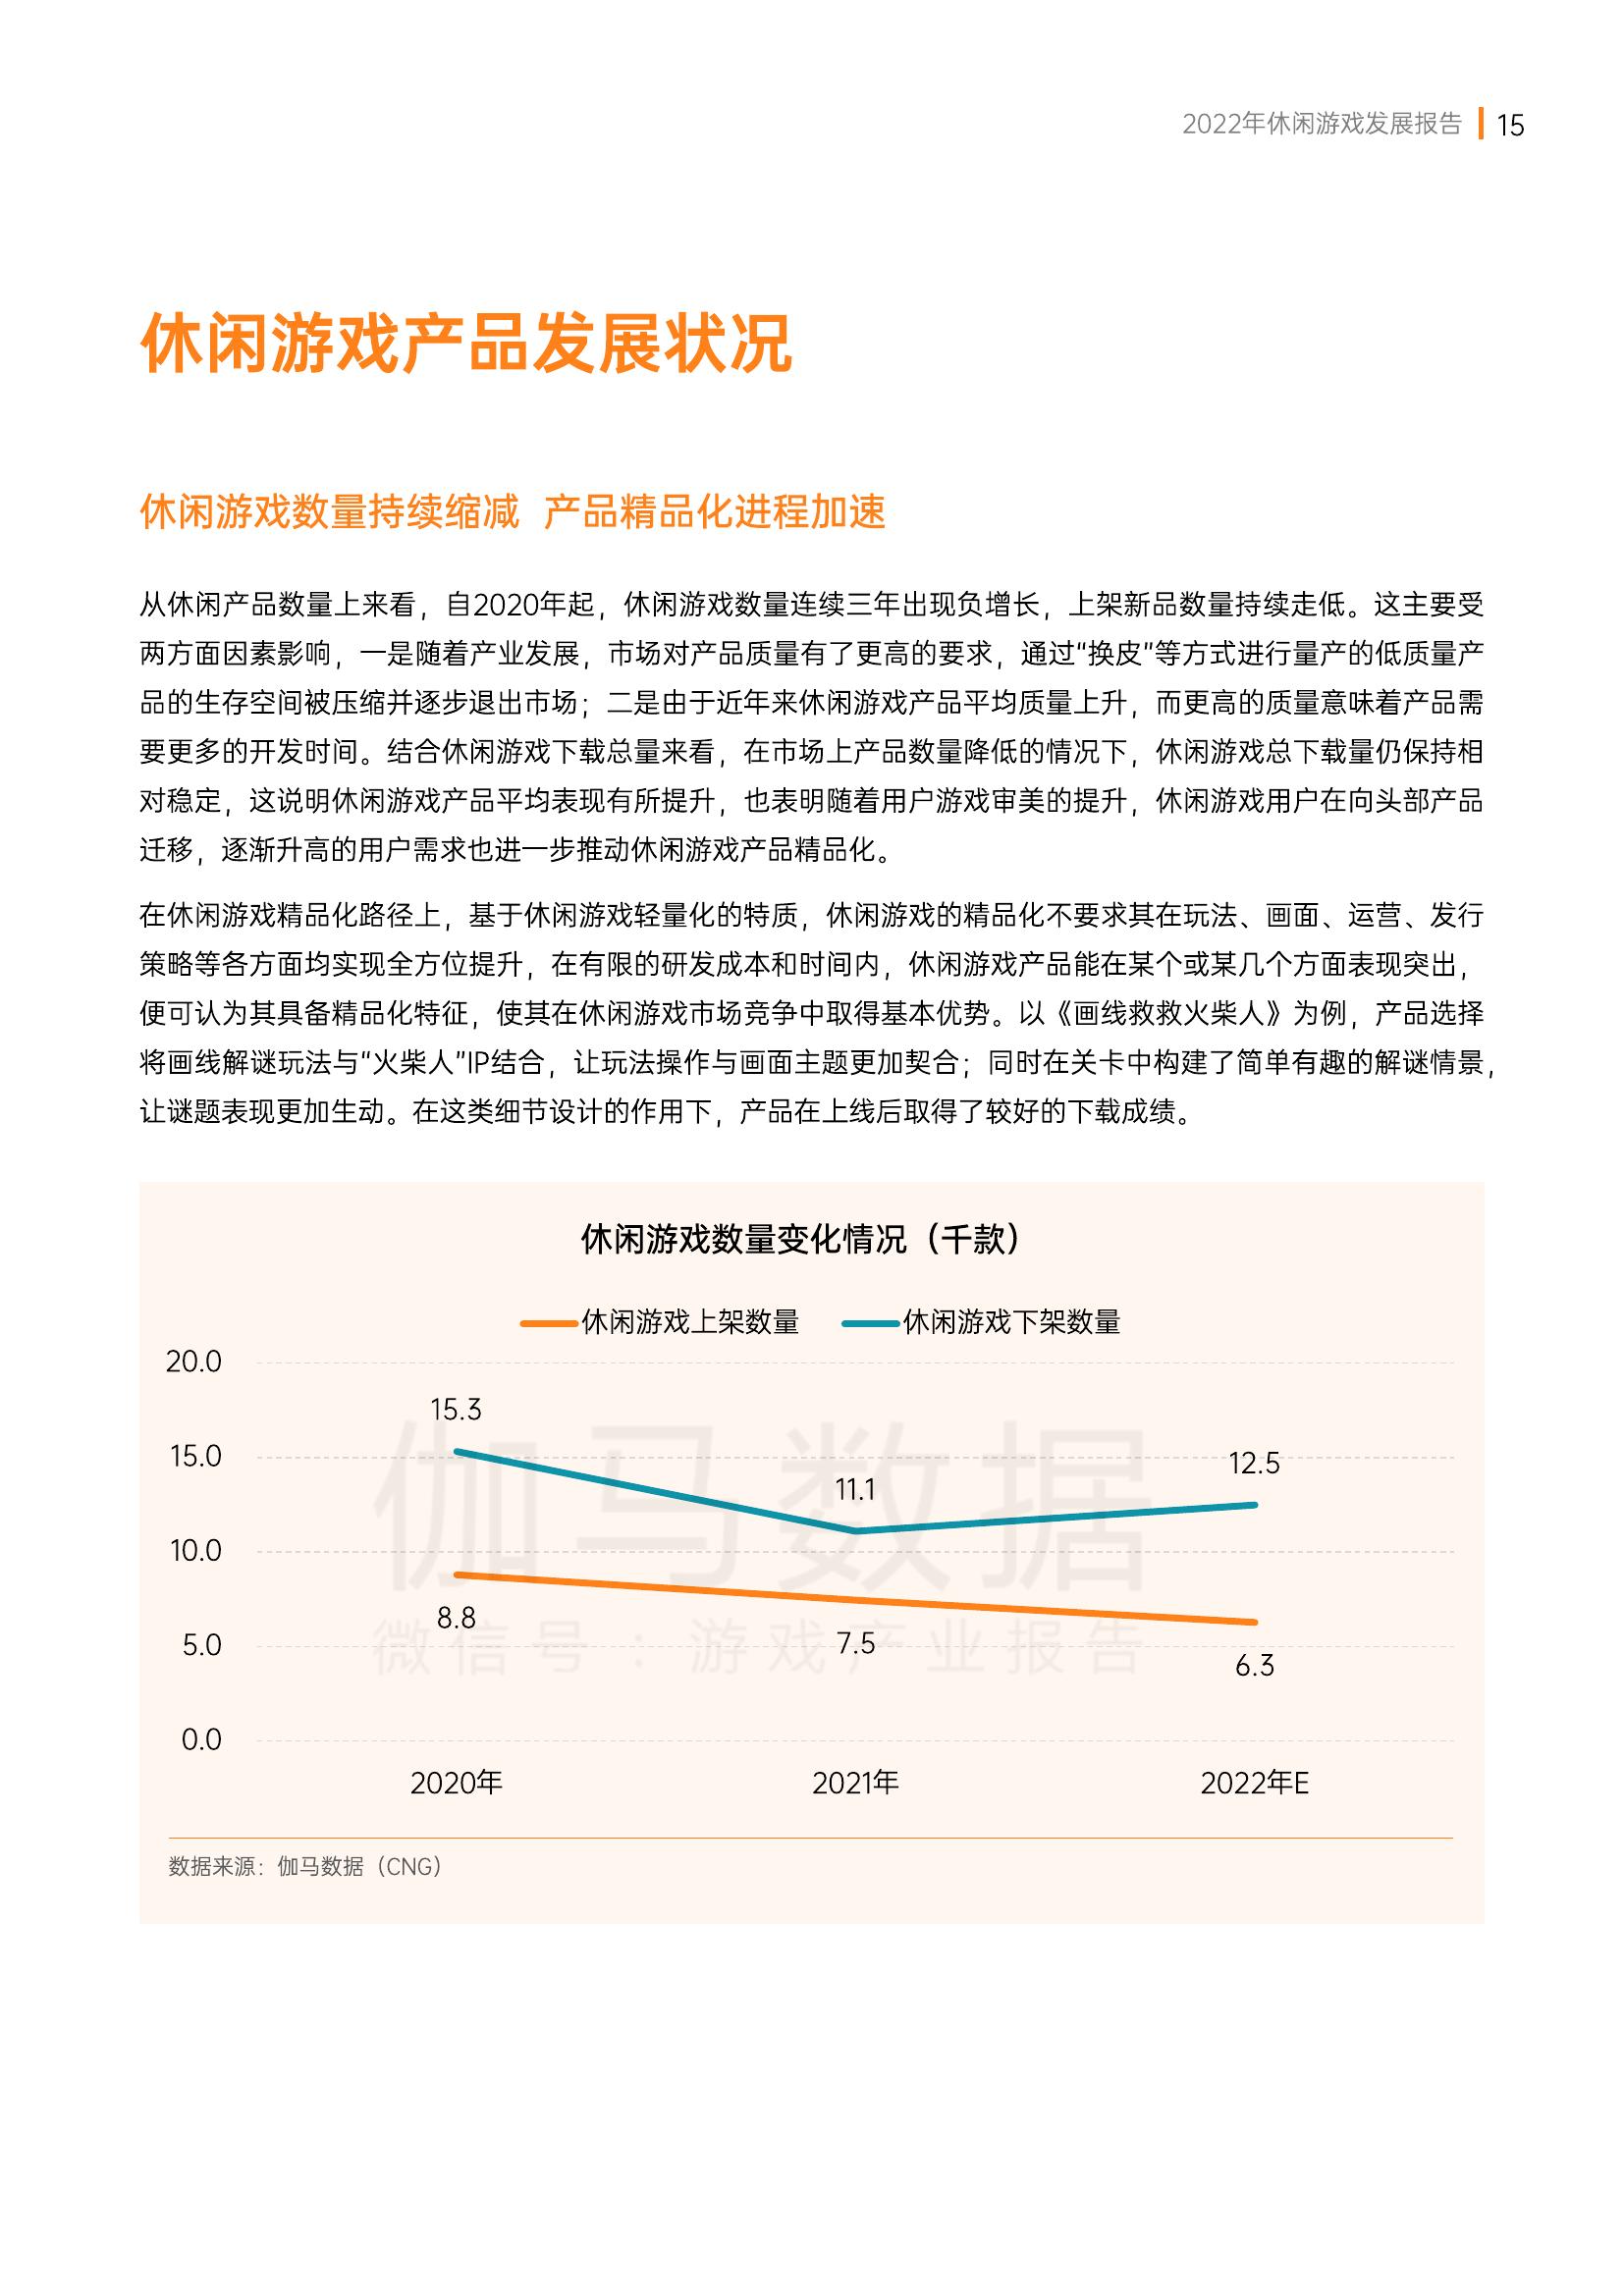 2022年休闲游戏发展报告 15
休闲游戏产品发展状况
休闲游戏数量持续缩减 产品精品化进程加速
从休闲产品数量上来看，自2020年起，休闲游戏数量连续三年出现负增长，上架新品数量持续走低。这主要受
两方面因素影响，一是随着产业发展，市场对产品质量有了更高的要求，通过“换皮”等方式进行量产的低质量产
品的生存空间被压缩并逐步退出市场；二是由于近年来休闲游戏产品平均质量上升，而更高的质量意味着产品需
要更多的开发时间。结合休闲游戏下载总量来看，在市场上产品数量降低的情况下，休闲游戏总下载量仍保持相
对稳定，这说明休闲游戏产品平均表现有所提升，也表明随着用户游戏审美的提升，休闲游戏用户在向头部产品
迁移，逐渐升高的用户需求也进一步推动休闲游戏产品精品化。
在休闲游戏精品化路径上，基于休闲游戏轻量化的特质，休闲游戏的精品化不要求其在玩法、画面、运营、发行
策略等各方面均实现全方位提升，在有限的研发成本和时间内，休闲游戏产品能在某个或某几个方面表现突出，
便可认为其具备精品化特征，使其在休闲游戏市场竞争中取得基本优势。以《画线救救火柴人》为例，产品选择
将画线解谜玩法与“火柴人”IP结合，让玩法操作与画面主题更加契合；同时在关卡中构建了简单有趣的解谜情景，
让谜题表现更加生动。在这类细节设计的作用下，产品在上线后取得了较好的下载成绩。
休闲游戏数量变化情况（千款）
休闲游戏上架数量 休闲游戏下架数量
20.0
15.3
15.0
12.5
11.1
10.0
8.8
7.5
5.0
6.3
0.0
2020年 2021年 2022年E
伽马数据
微信号：游戏产业报告
数据来源：伽马数据（CNG）